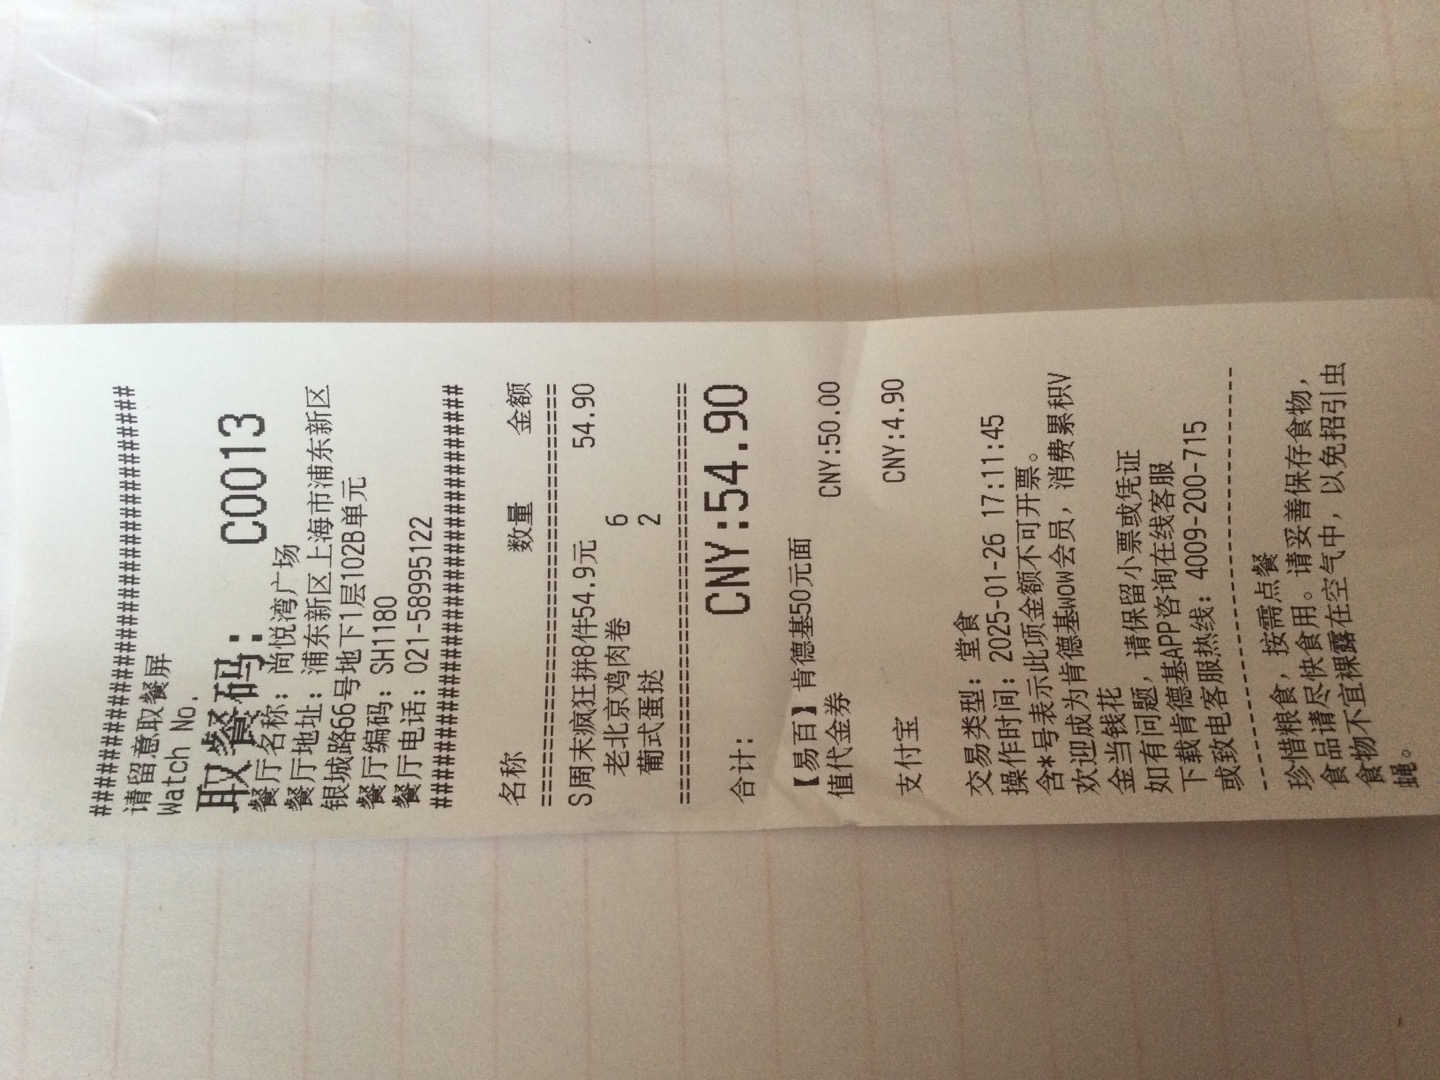 ##################################
请留意取餐屏
Watch No.
取餐码： C0013
餐厅名称：尚悦湾广场
餐厅地址：浦东新区上海市浦东新区
银城路66号地下1层102B单元
餐厅编码：SH1180
餐厅电话：021-58995122
##################################
名称 数量 金额
==================================
S周末疯狂拼8件54.9元 54.90
老北京鸡肉卷 6
葡式蛋挞 2
==================================
合计： CNY:54.90
【易百】肯德基50元面
值代金券 CNY:50.00
支付宝 CNY:4.90
交易类型：堂食
操作时间：2025-01-26 17:11:45
含*号表示此项金额不可开票。
欢迎成为肯德基WOW会员，消费累积V
金当钱花
如有问题，请保留小票或凭证
下载肯德基APP咨询在线客服
或致电客服热线：4009-200-715
----------------------------------
珍惜粮食，按需点餐
食品请尽快食用。请妥善保存食物，
食物不宜裸露在空气中，以免招引虫
蝇。